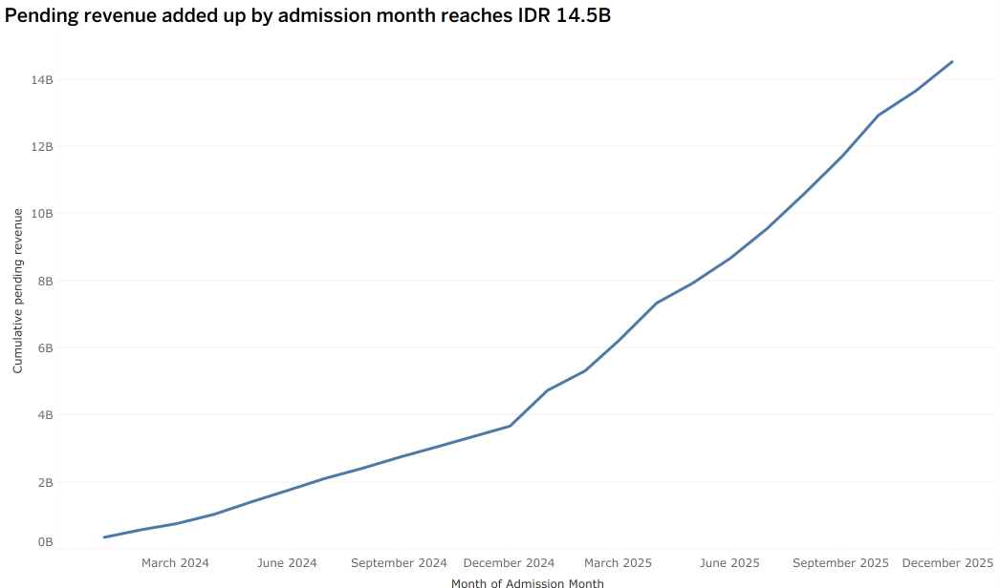 Pending revenue added up by admission month reaches IDR 14.5B
14B
12B
10B
8B
6B
4B
2B
0B
Cumulative pending revenue
March 2024 June 2024 September 2024 December 2024 March 2025 June 2025 September 2025 December 2025
Month of Admission Month